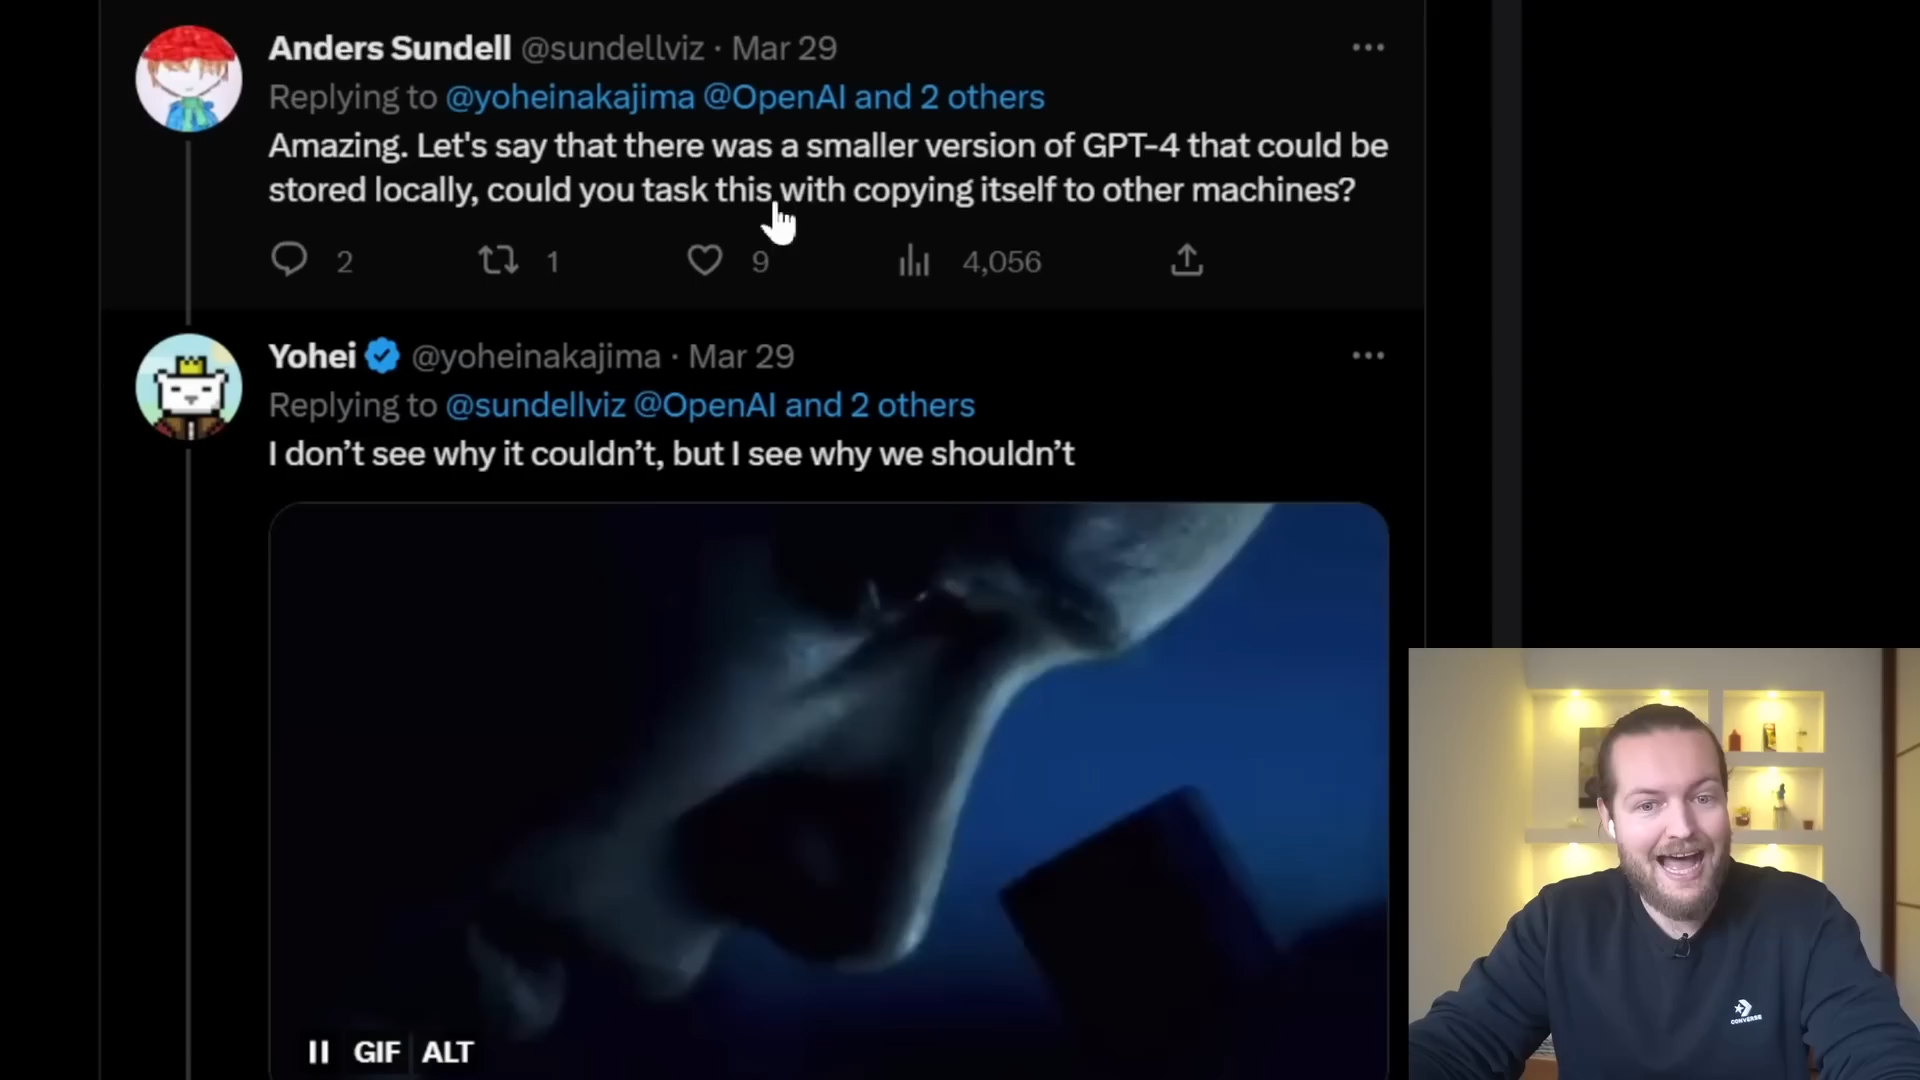 Anders Sundell @sundellviz · Mar 29
Replying to @yoheinakajima @OpenAI and 2 others
Amazing. Let's say that there was a smaller version of GPT-4 that could be
stored locally, could you task this with copying itself to other machines?
2 1 9 4,056
Yohei @yoheinakajima · Mar 29
Replying to @sundellviz @OpenAI and 2 others
I don’t see why it couldn’t, but I see why we shouldn’t
GIF ALT
CONVERSE